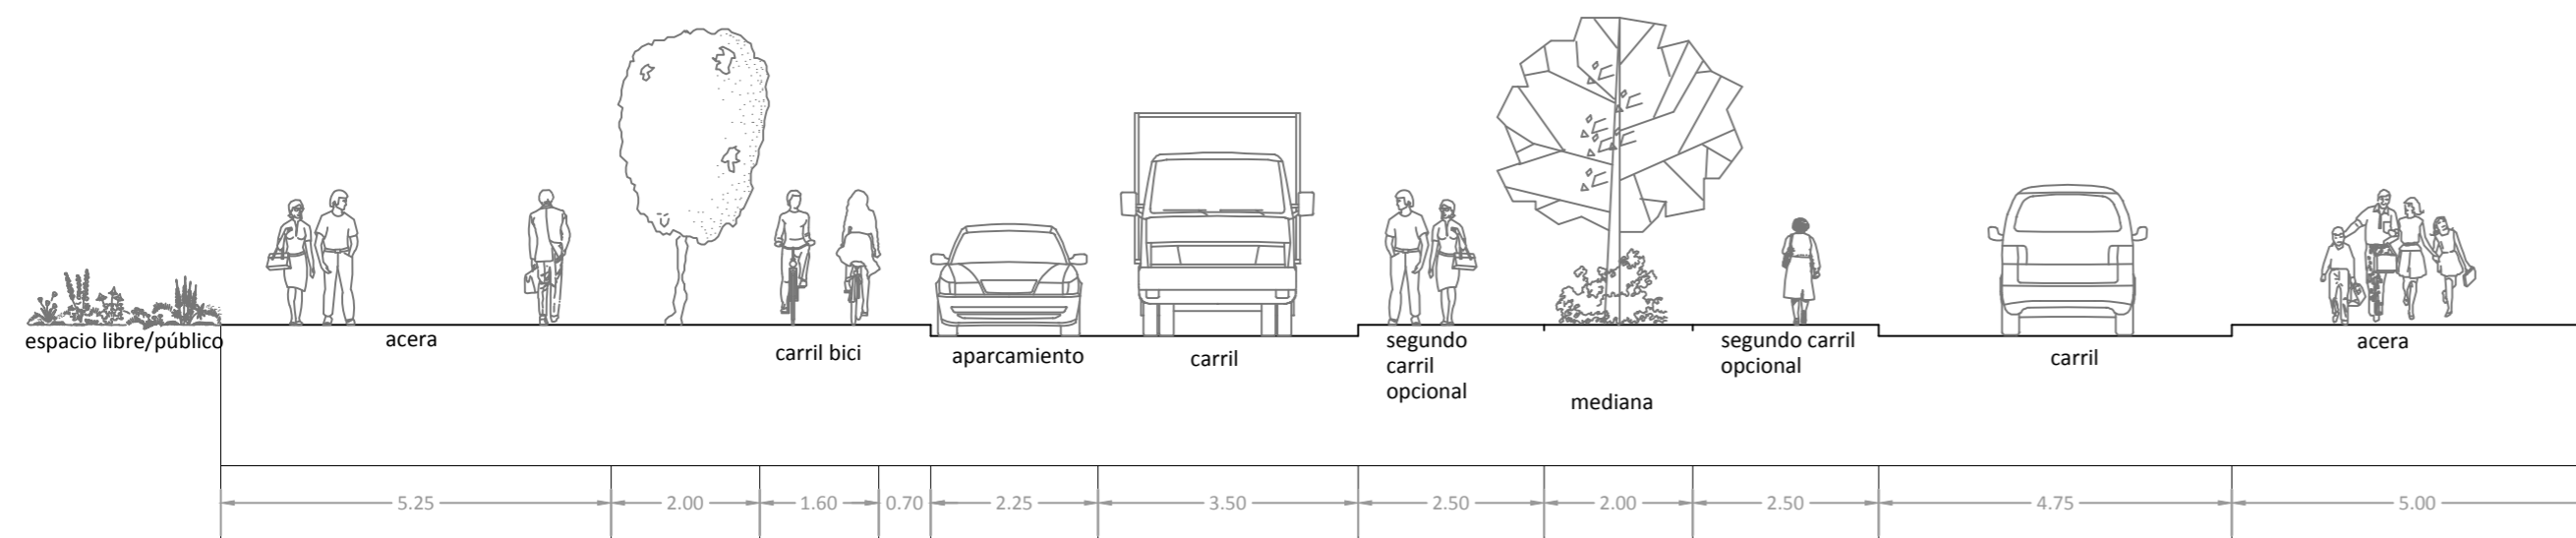 espacio libre/público
acera
carril bici
aparcamiento
carril
segundo
carril
opcional
mediana
segundo carril
opcional
carril
acera
5.25
2.00
1.60
0.70
2.25
3.50
2.50
2.00
2.50
4.75
5.00